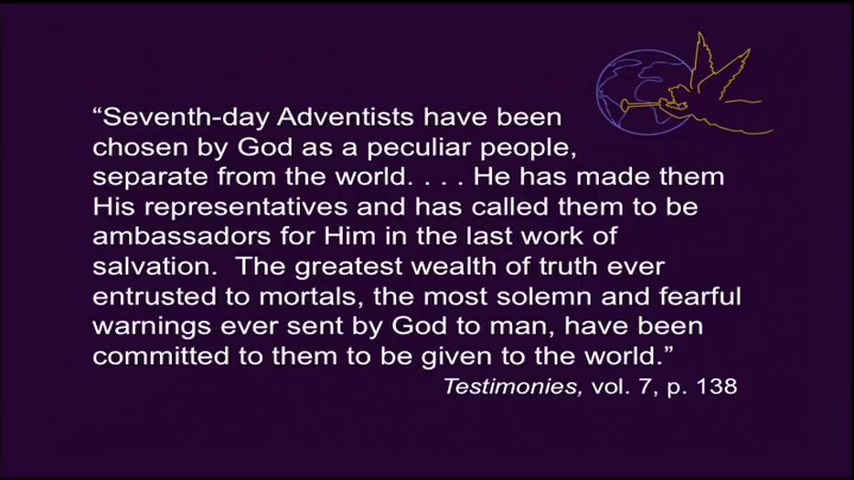 “Seventh-day Adventists have been
chosen by God as a peculiar people,
separate from the world. . . . He has made them
His representatives and has called them to be
ambassadors for Him in the last work of
salvation.  The greatest wealth of truth ever
entrusted to mortals, the most solemn and fearful
warnings ever sent by God to man, have been
committed to them to be given to the world.”
Testimonies, vol. 7, p. 138